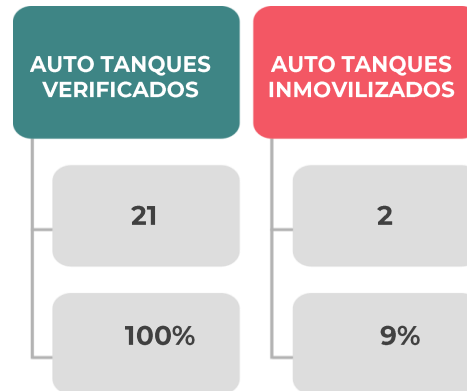 AUTO TANQUES
VERIFICADOS
21
100%
AUTO TANQUES
INMOVILIZADOS
2
9%